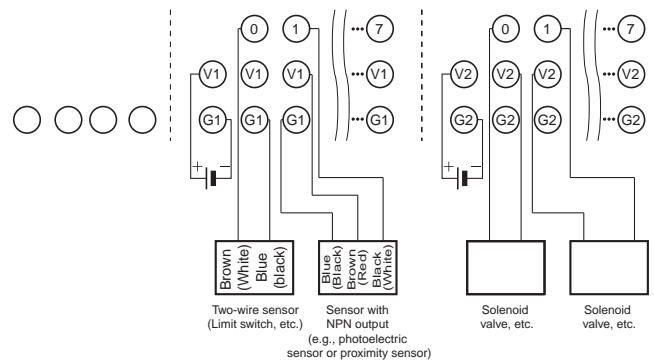 0 1 ••• 7
V1 V1 V1 ••• V1
G1 G1 G1 ••• G1
+ −
Brown
(White)
Blue
(black)
Blue
(Black)
Brown
(Red)
Black
(White)
Two-wire sensor
(Limit switch, etc.)
Sensor with
NPN output
(e.g., photoelectric
sensor or proximity sensor)
0 1 ••• 7
V2 V2 V2 ••• V2
G2 G2 G2 ••• G2
+ −
Solenoid
valve, etc.
Solenoid
valve, etc.